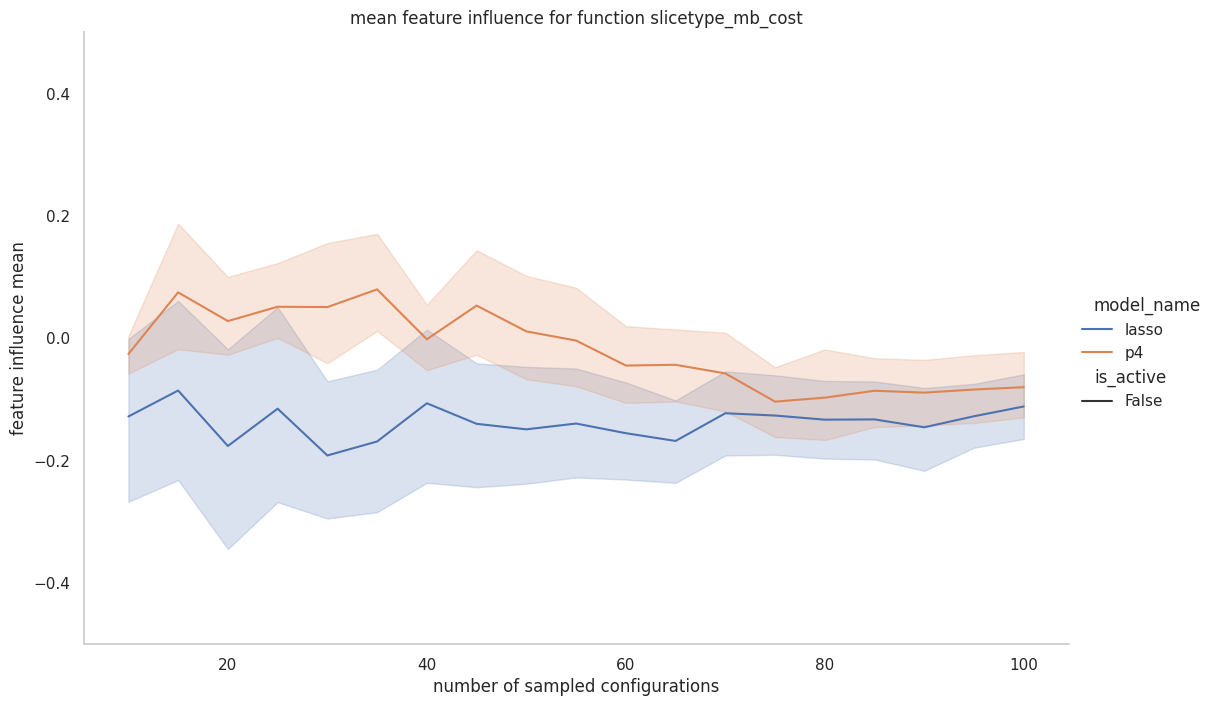 mean feature influence for function slicetype_mb_cost
feature influence mean
0.4
0.2
0.0
−0.2
−0.4
20
40
60
80
100
number of sampled configurations
model_name
lasso
p4
is_active
False